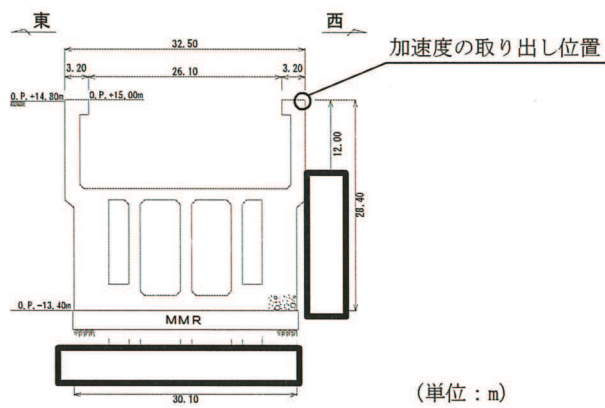 東
西
32.50
加速度の取り出し位置
3.20
26.10
3.20
O.P.+14.80m
O.P.+15.00m
12.00
28.40
O.P.-13.40m
MMR
30.10
(単位：m)